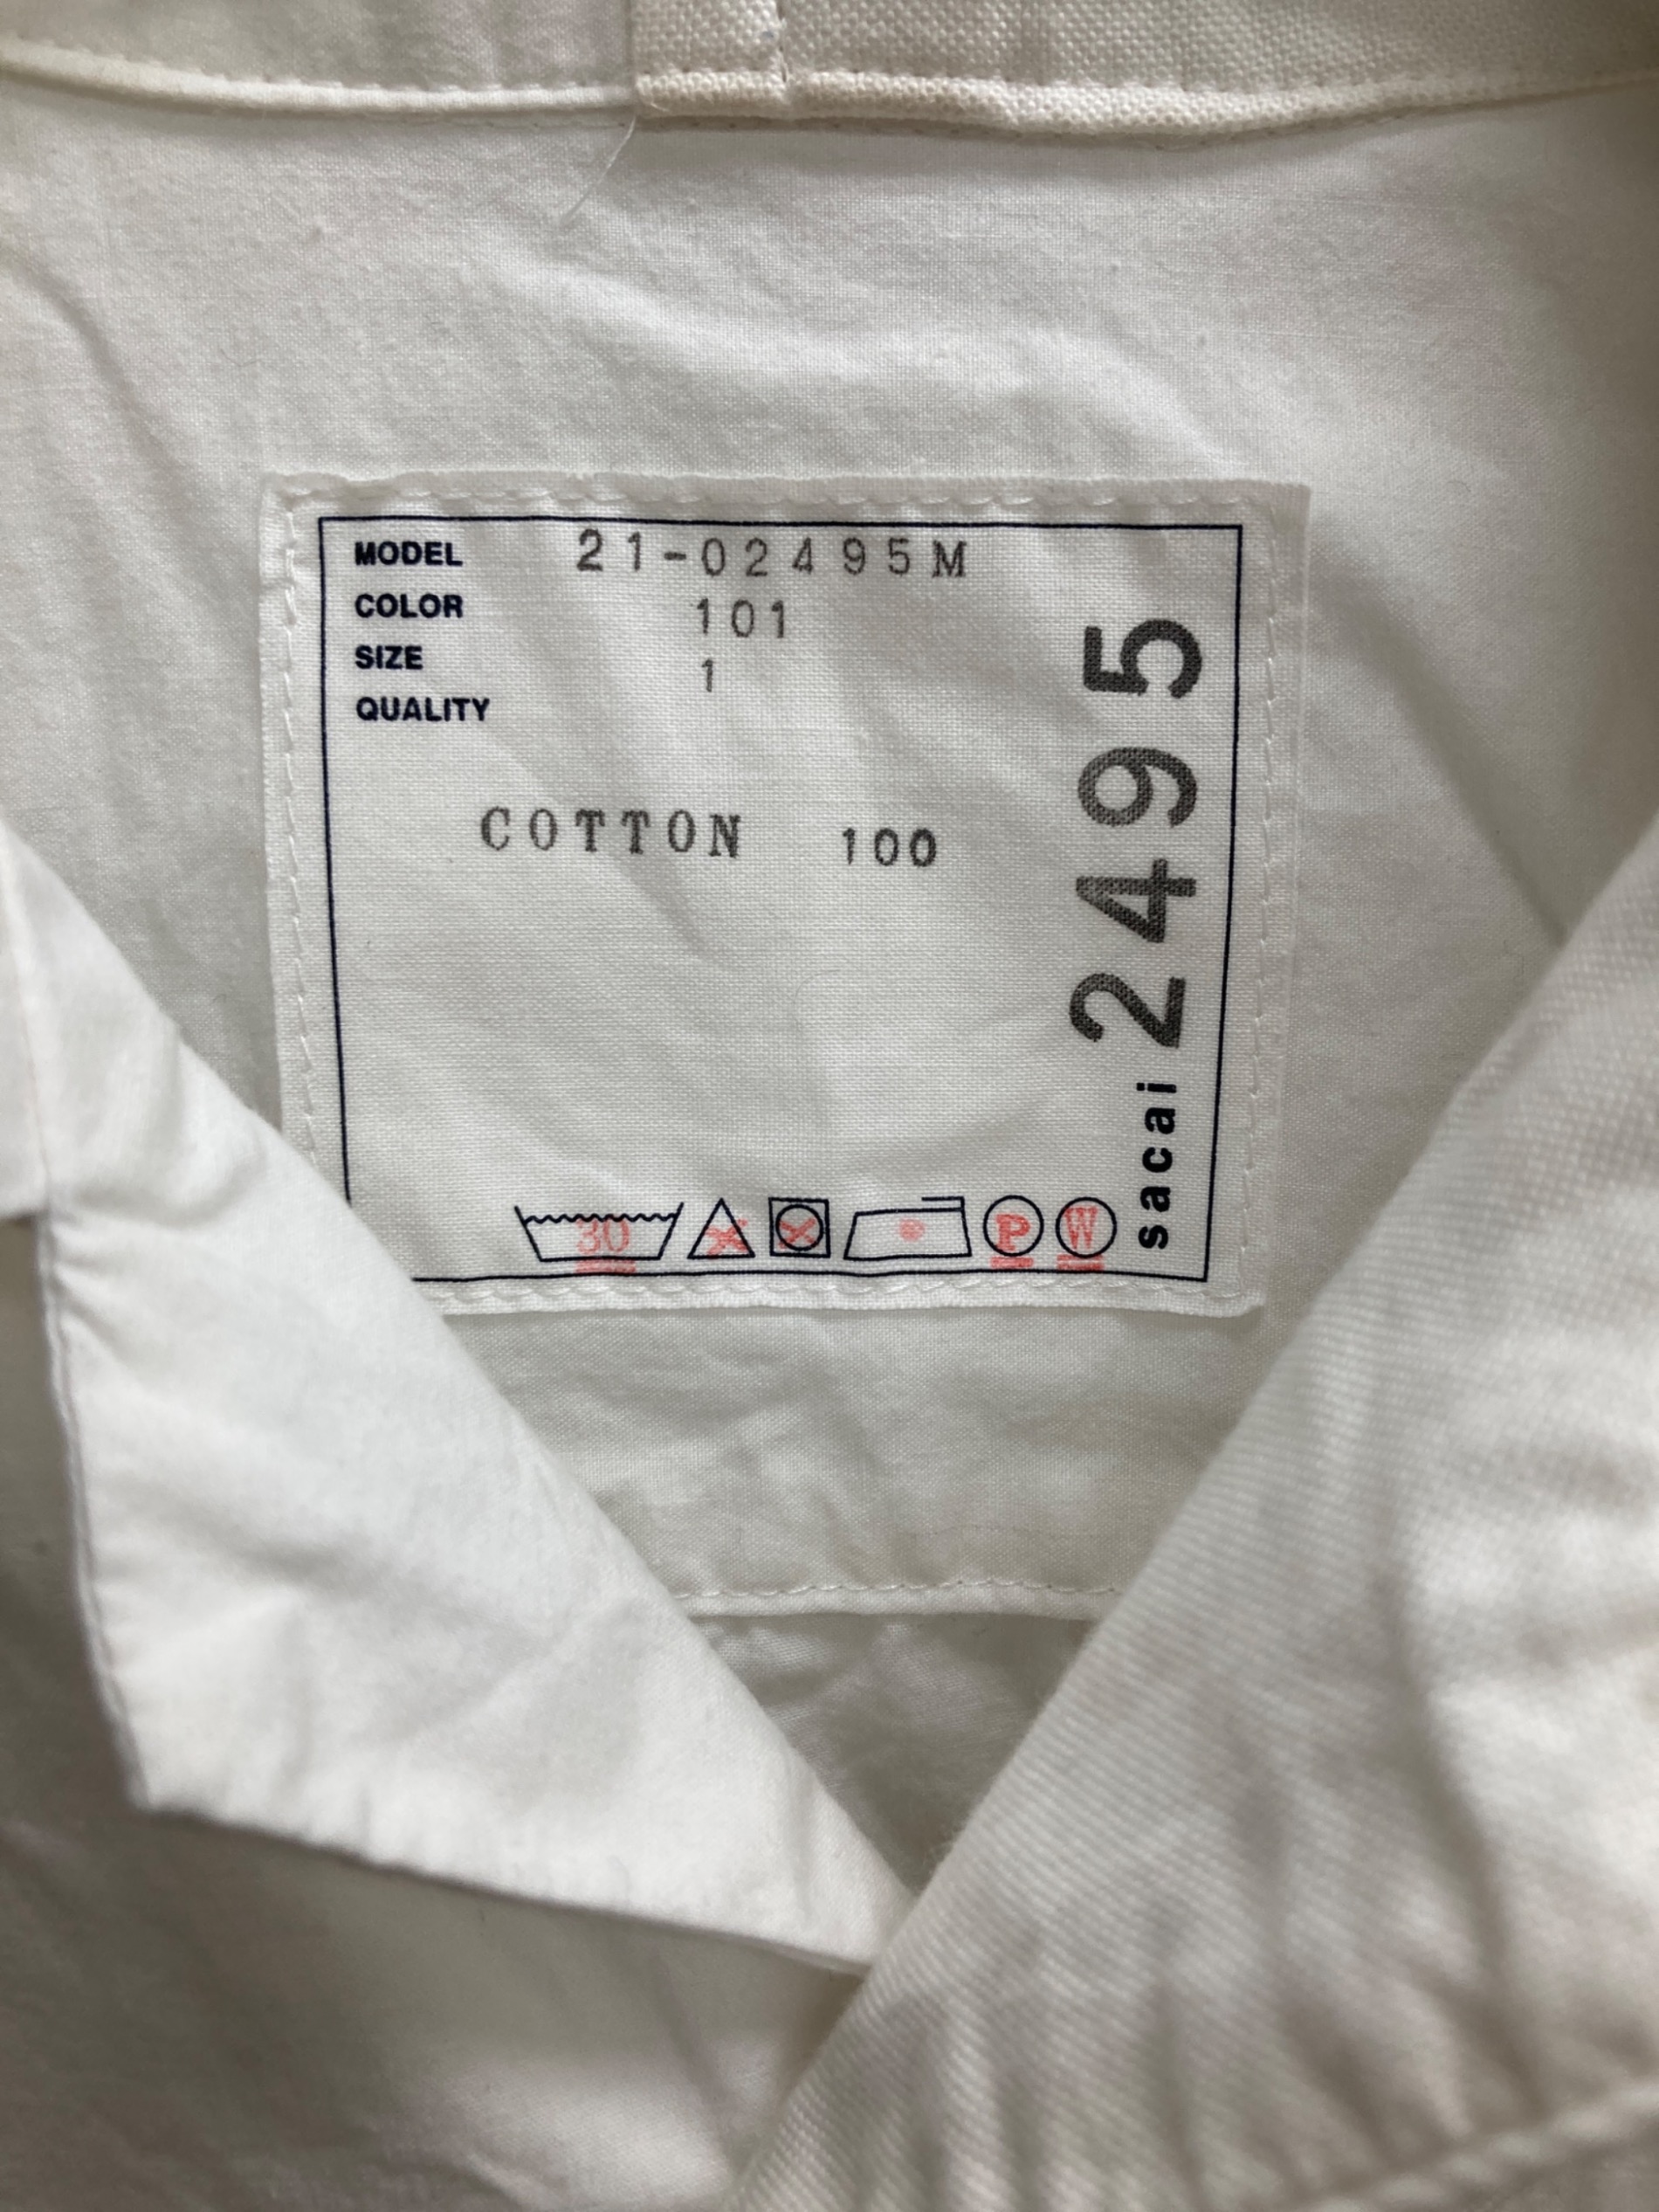 MODEL 21-02495M
COLOR 101
SIZE 1
QUALITY
COTTON 100
sacai 2495
30
P
W